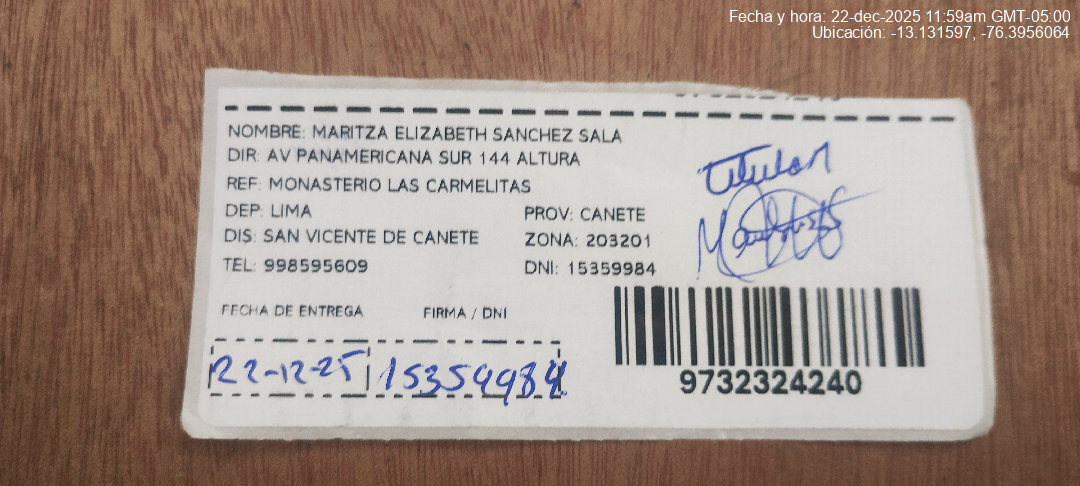 Fecha y hora: 22-dec-2025 11:59am GMT-05:00
Ubicación: -13.131597, -76.3956064
NOMBRE: MARITZA ELIZABETH SANCHEZ SALA
DIR: AV PANAMERICANA SUR 144 ALTURA
REF: MONASTERIO LAS CARMELITAS
DEP: LIMA PROV: CANETE
DIS: SAN VICENTE DE CANETE ZONA: 203201
TEL: 998595609 DNI: 15359984
Titular
FECHA DE ENTREGA FIRMA / DNI
22-12-25 15359984
9732324240